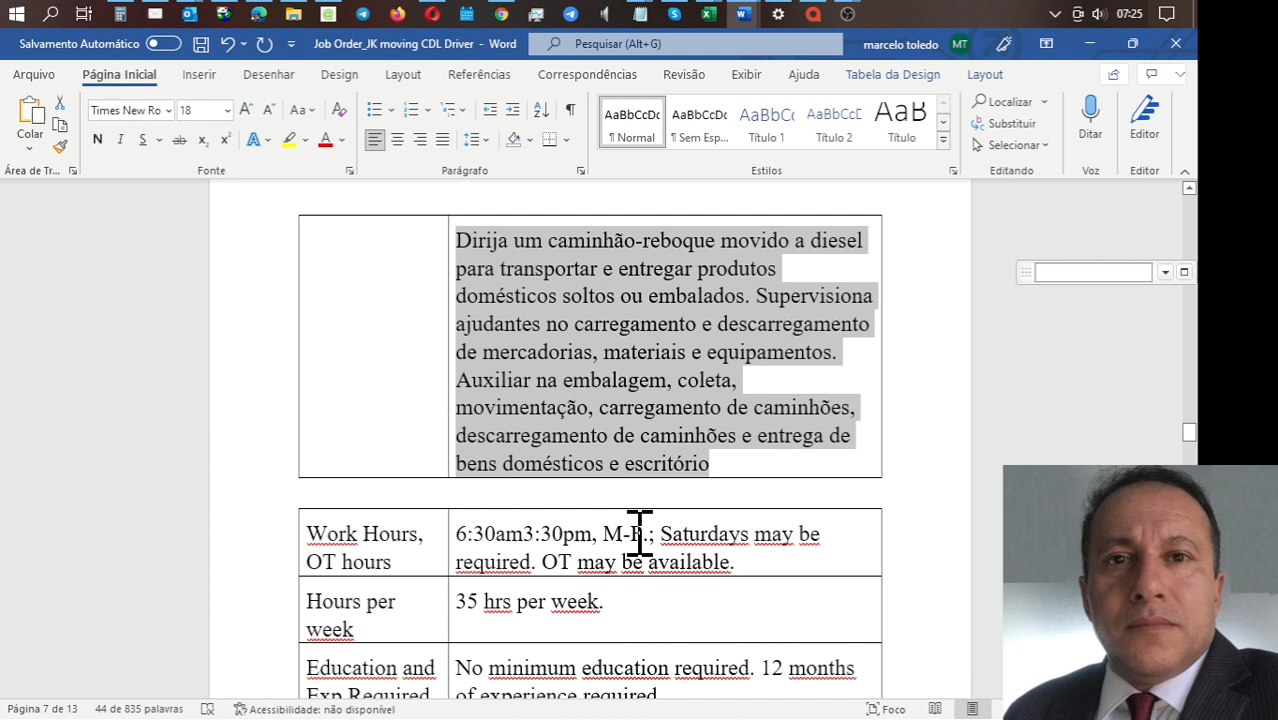 07:25
Salvamento Automático
Job Order_JK moving CDL Driver - Word
Pesquisar (Alt+G)
marcelo toledo
MT
Arquivo
Página Inicial
Inserir
Desenhar
Design
Layout
Referências
Correspondências
Revisão
Exibir
Ajuda
Tabela da Design
Layout
Colar
Times New Ro
18
Aa
AaBbCcDc
AaBbCcDc
AaBbCc
AaBbCcD
AaB
¶ Normal
¶ Sem Esp...
Título 1
Título 2
Título
Localizar
Substituir
Selecionar
Ditar
Editor
Área de Tr...
Fonte
Parágrafo
Estilos
Editando
Voz
Editor
Dirija um caminhão-reboque movido a diesel
para transportar e entregar produtos
domésticos soltos ou embalados. Supervisiona
ajudantes no carregamento e descarregamento
de mercadorias, materiais e equipamentos.
Auxiliar na embalagem, coleta,
movimentação, carregamento de caminhões,
descarregamento de caminhões e entrega de
bens domésticos e escritório
Work Hours,
OT hours
6:30am3:30pm, M-F.; Saturdays may be
required. OT may be available.
Hours per
week
35 hrs per week.
Education and
Exp Required
No minimum education required. 12 months
of experience required
Página 7 de 13
44 de 835 palavras
Acessibilidade: não disponível
Foco